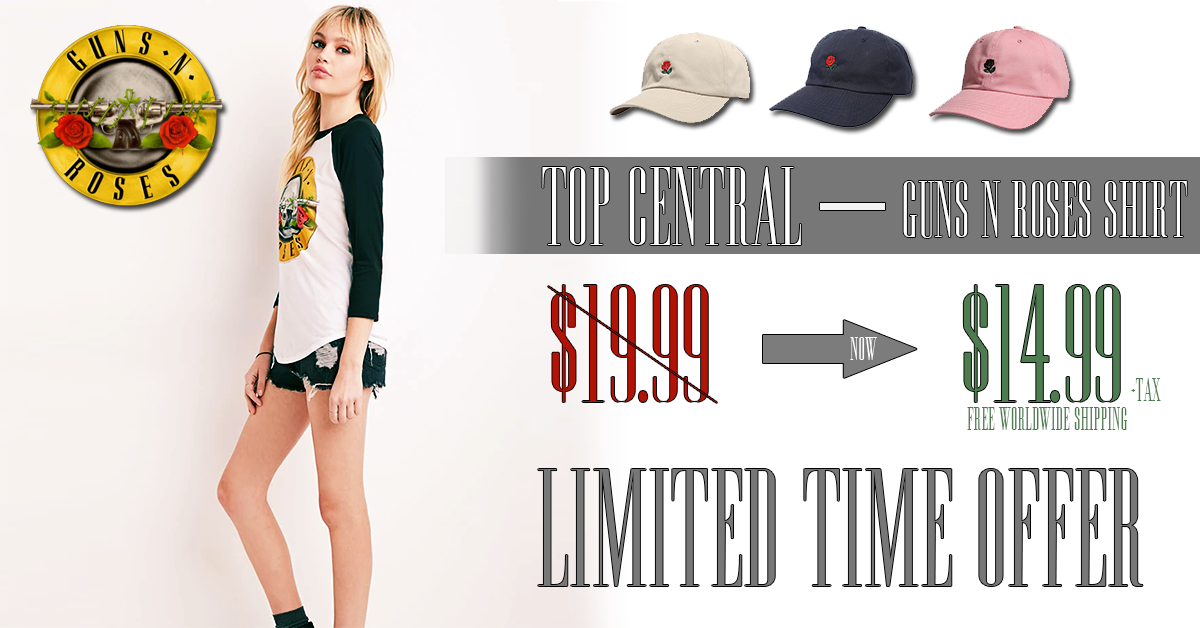 GUNS·N·
ROSES
TOP CENTRAL — GUNS N ROSES SHIRT
$19.99
NOW
$14.99
+TAX
FREE WORLDWIDE SHIPPING
LIMITED TIME OFFER